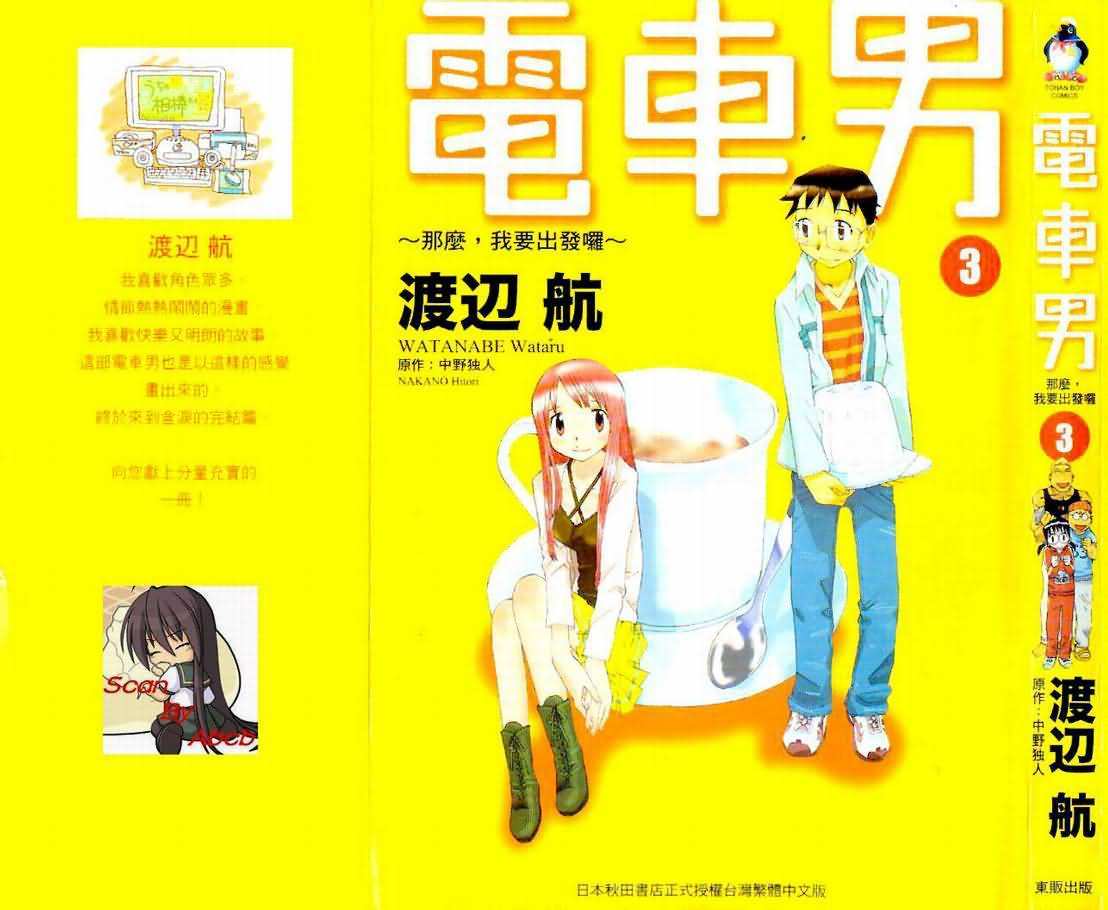 うちの
相棒
渡辺 航
我喜歡角色眾多、
情節熱熱鬧鬧的漫畫
我喜歡快樂又明朗的故事
這部電車男也是以這樣的感覺
畫出來的。
終於來到含淚的完結篇。
向您獻上分量充實的
一冊！
Scan
By
ABCD
電車男
3
～那麼，我要出發囉～
渡辺 航
WATANABE Wataru
原作：中野独人
NAKANO Hitori
日本秋田書店正式授權台灣繁體中文版
TOHAN BOY
COMICS
電車男
那麼，
我要出發囉
3
原作：中野独人
渡辺 航
東販出版